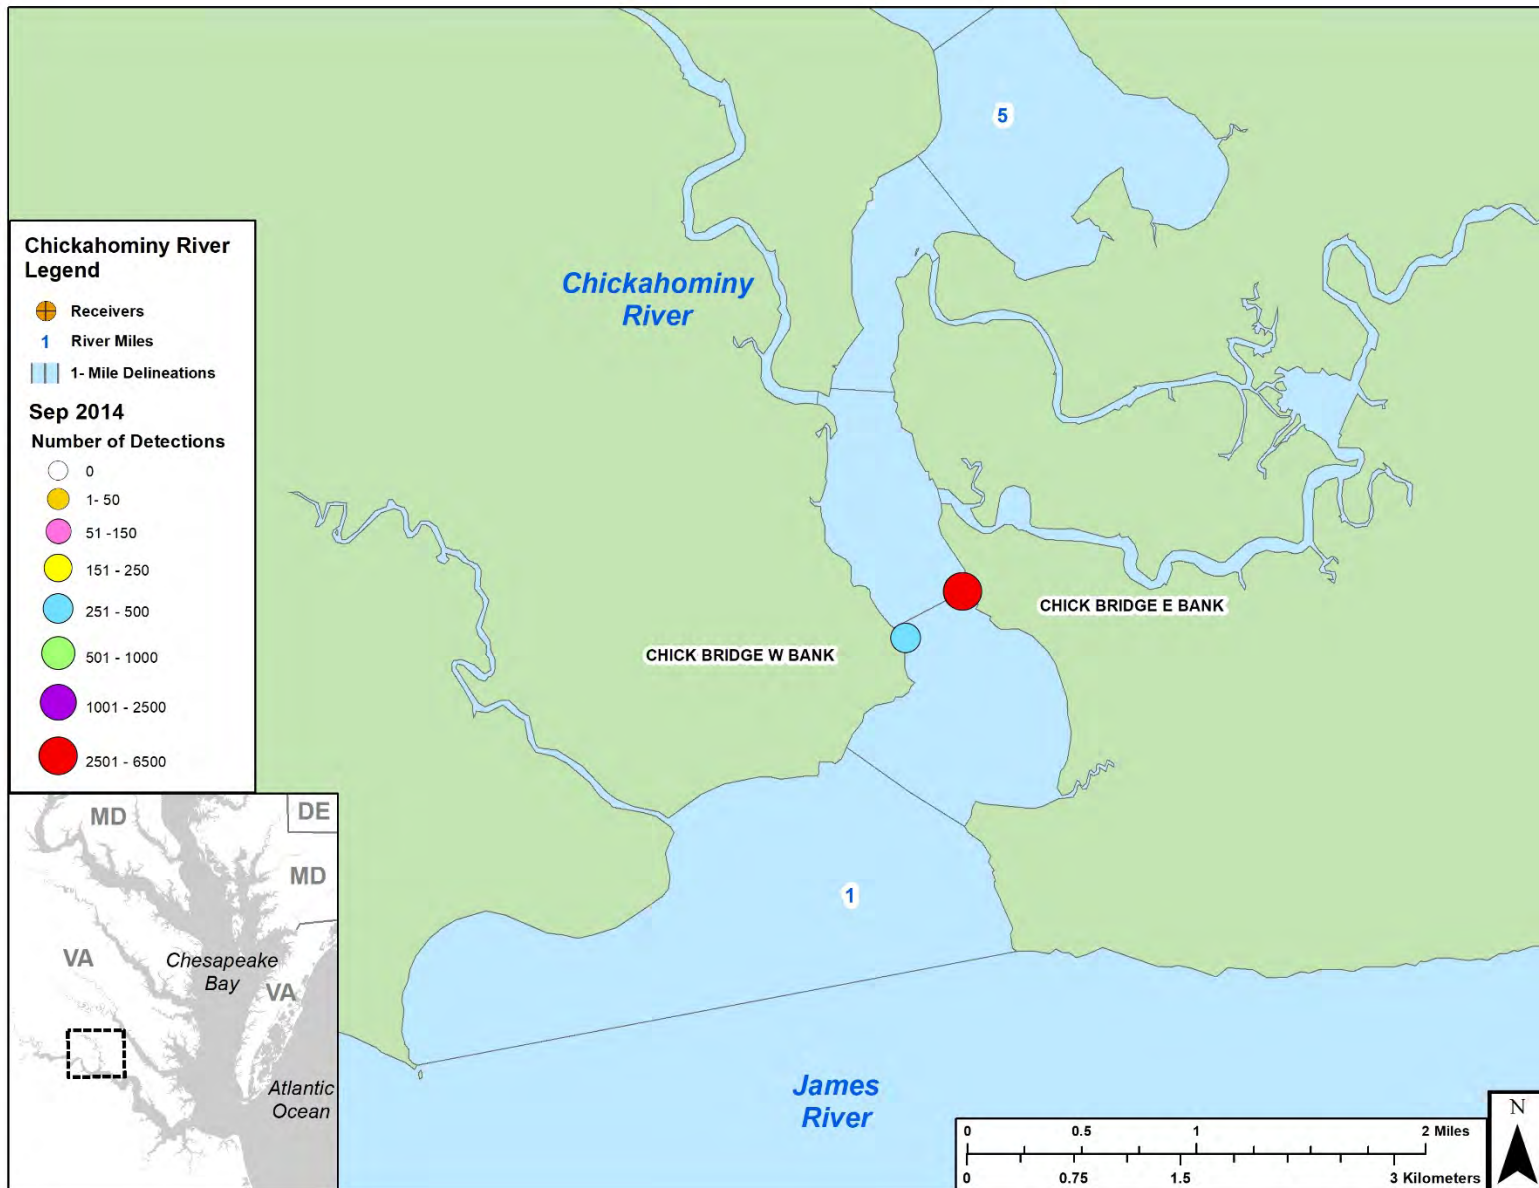 5
Chickahominy
River
Chickahominy River
Legend
Receivers
1 River Miles
1- Mile Delineations
Sep 2014
Number of Detections
0
1- 50
51 -150
151 - 250
251 - 500
501 - 1000
1001 - 2500
2501 - 6500
CHICK BRIDGE E BANK
CHICK BRIDGE W BANK
1
MD
DE
MD
VA
Chesapeake
Bay
VA
Atlantic
Ocean
James
River
0 0.5 1 2 Miles
0 0.75 1.5 3 Kilometers
N